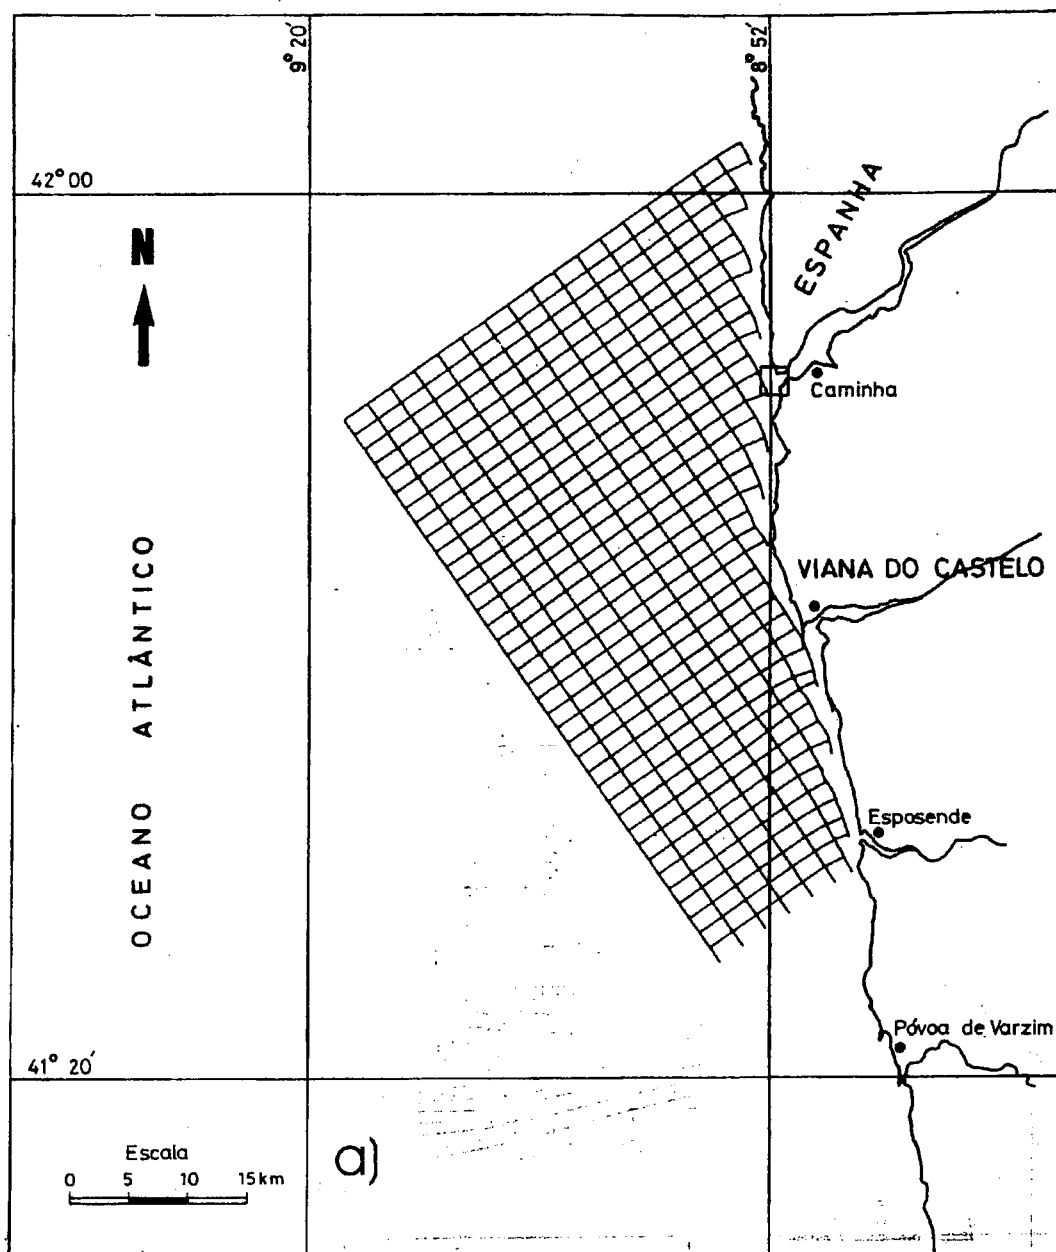 9° 20'
8° 52'
42° 00
N
ESPANHA
Caminha
OCEANO ATLÂNTICO
VIANA DO CASTELO
Esposende
Póvoa de Varzim
41° 20'
Escala
0 5 10 15 km
a)